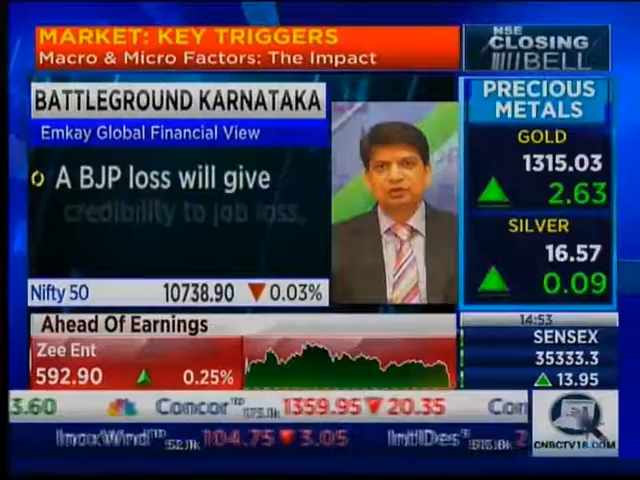 MARKET: KEY TRIGGERS
Macro & Micro Factors: The Impact
NSE
CLOSING
BELL
BATTLEGROUND KARNATAKA
Emkay Global Financial View
A BJP loss will give
credibility to job loss,
Nifty 50 10738.90 0.03%
PRECIOUS
METALS
GOLD
1315.03
2.63
SILVER
16.57
0.09
Ahead Of Earnings
Zee Ent
592.90 0.25%
14:53
SENSEX
35333.3
13.95
3.60 Concor 1359.95 20.35
InoxWind 104.75 3.05
CNBCTV18.COM